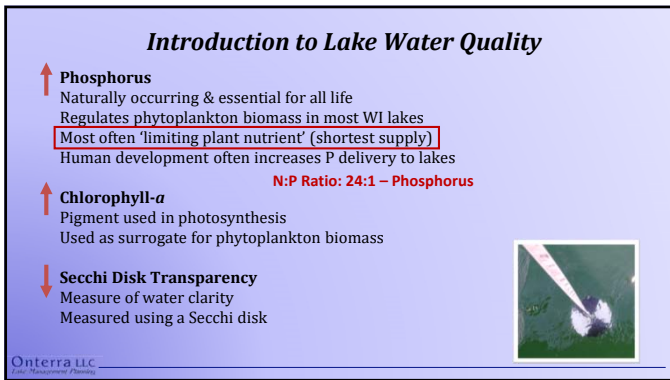 Introduction to Lake Water Quality
Phosphorus
Naturally occurring & essential for all life
Regulates phytoplankton biomass in most WI lakes
Most often ‘limiting plant nutrient’ (shortest supply)
Human development often increases P delivery to lakes
N:P Ratio: 24:1 – Phosphorus
Chlorophyll-a
Pigment used in photosynthesis
Used as surrogate for phytoplankton biomass
Secchi Disk Transparency
Measure of water clarity
Measured using a Secchi disk
Onterra LLC
Lake Management Planning